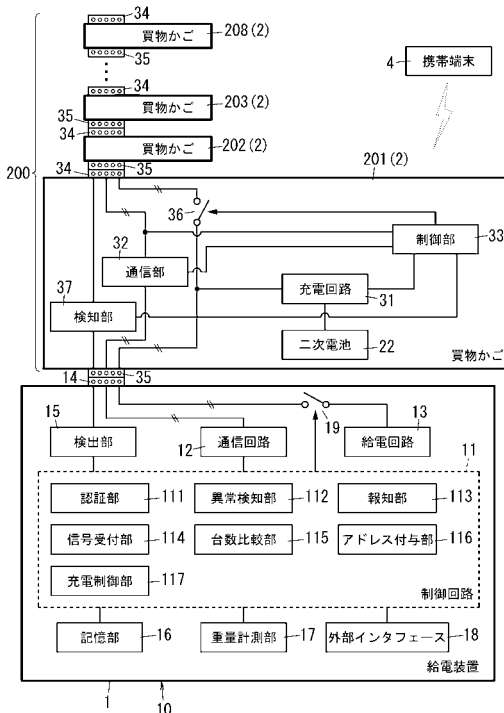 34
買物かご
208(2)
35
34
買物かご
203(2)
35
34
買物かご
202(2)
4
携帯端末
200
35
34
201(2)
36
32
通信部
制御部
33
37
検知部
充電回路
31
二次電池
22
買物かご
14
35
15
検出部
12
通信回路
19
13
給電回路
11
認証部
111
異常検知部
112
報知部
113
信号受付部
114
台数比較部
115
アドレス付与部
116
充電制御部
117
制御回路
記憶部
16
重量計測部
17
外部インタフェース
18
給電装置
1
10